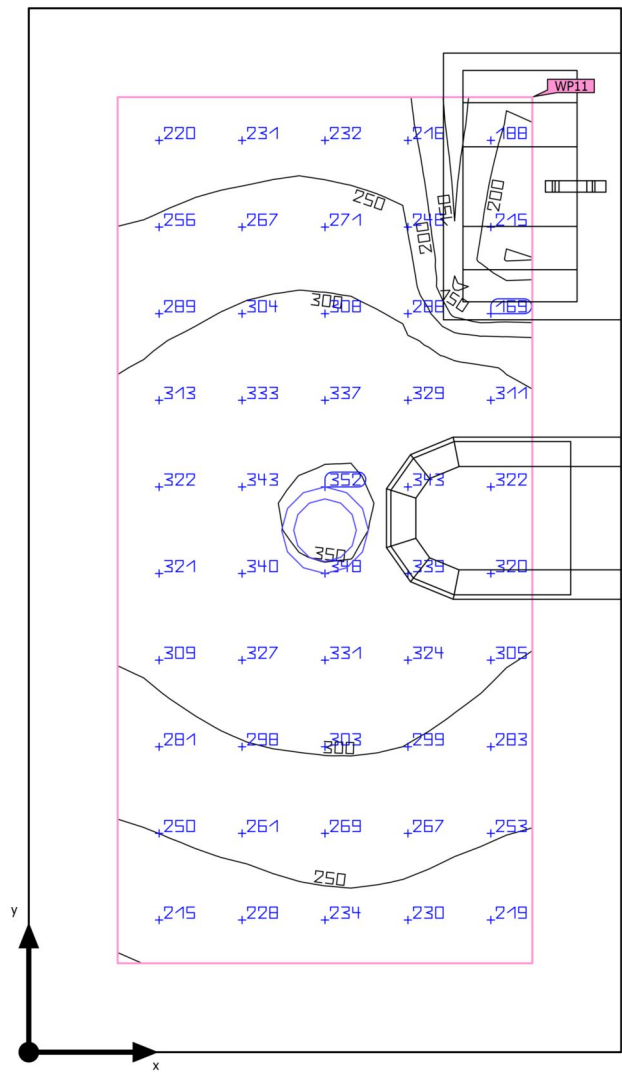 WP11
220 231 232 218 188
250
256 267 271 248 215
200 150 200
289 304 308 288 169
300 250
313 333 337 329 311
322 343 352 343 322
350
321 340 348 339 320
309 327 331 324 305
281 298 303 299 283
300
250 261 269 267 253
250
215 228 234 230 219
y
x